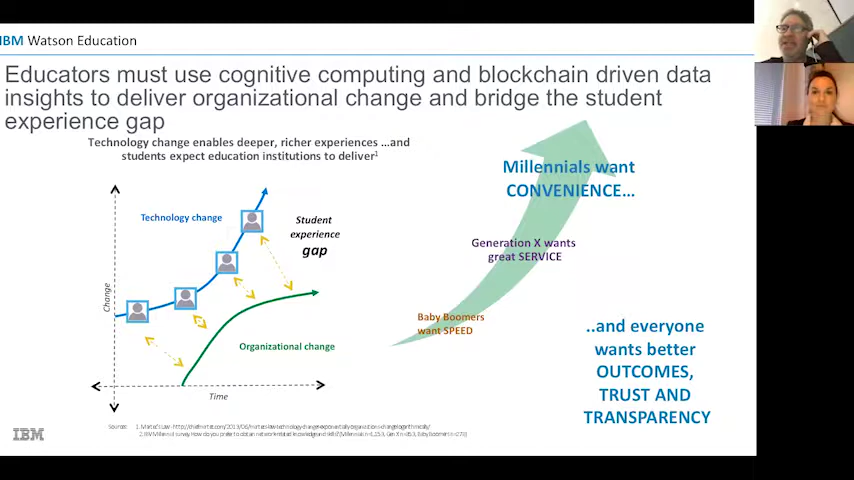 IBM Watson Education
Educators must use cognitive computing and blockchain driven data
insights to deliver organizational change and bridge the student
experience gap
Technology change enables deeper, richer experiences ...and
students expect education institutions to deliver1
Millennials want
CONVENIENCE...
Technology change
Student
experience
gap
Generation X wants
great SERVICE
Change
Baby Boomers
want SPEED
Organizational change
..and everyone
wants better
OUTCOMES,
TRUST AND
TRANSPARENCY
Time
IBM
Sources: